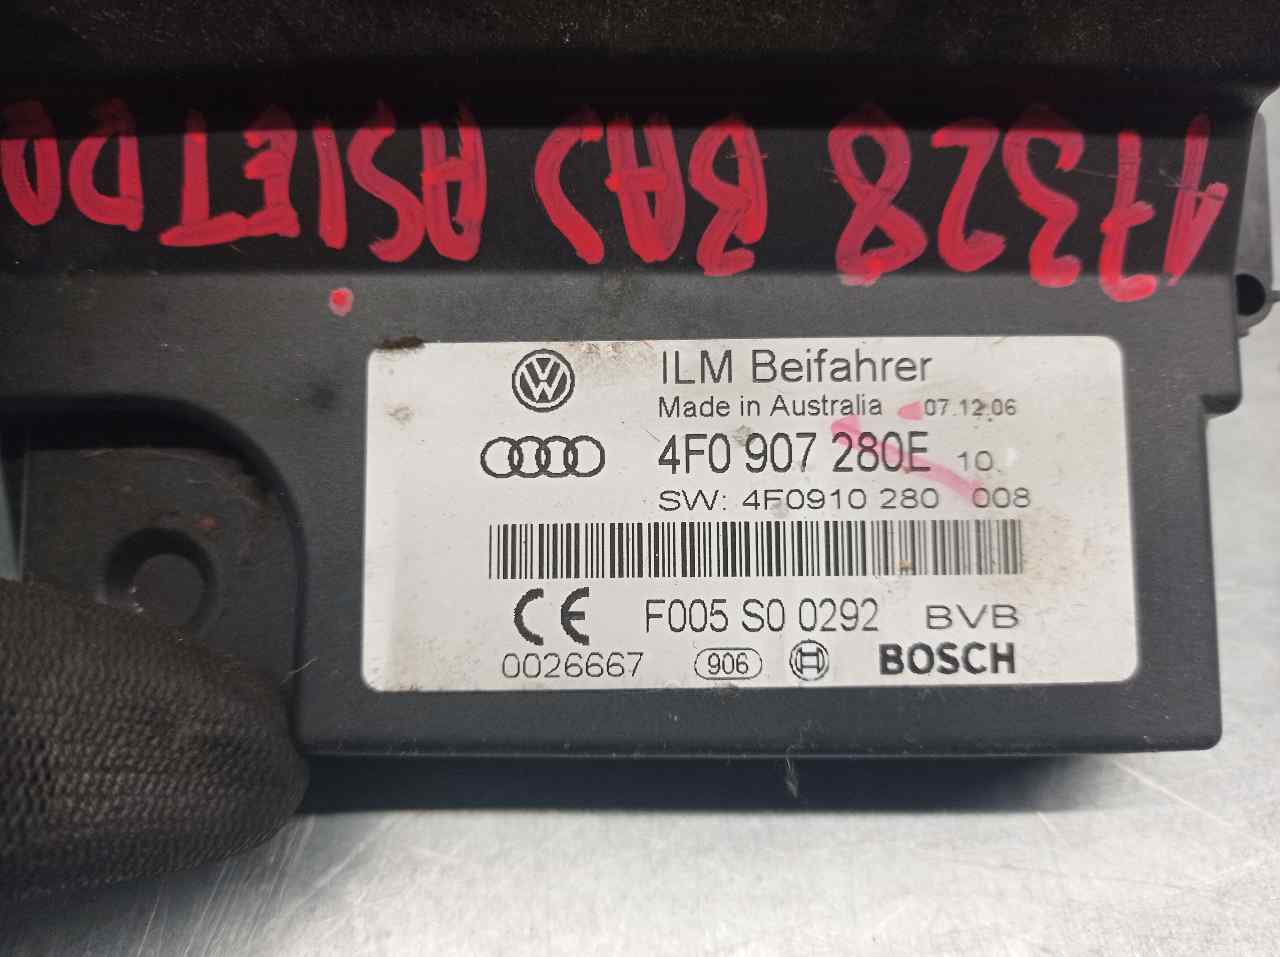 17328 BAJ ASIET DO
ILM Beifahrer
Made in Australia 07.12.06
4F0 907 280E 10.
SW: 4F0910 280 008
F005 S0 0292 BVB
0026667 906 BOSCH